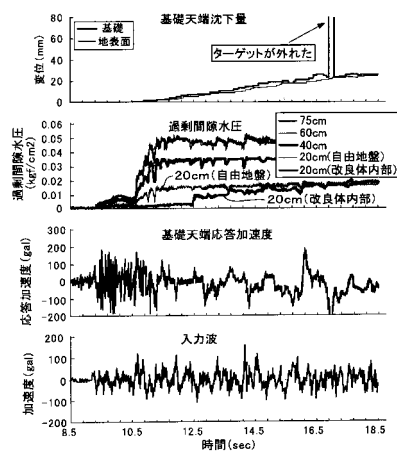 基礎天端沈下量
基礎
地表面
ターゲットが外れた
変位(mm)
80
60
40
20
0
過剰間隙水圧
過剰間隙水圧
(kgf/cm2)
0.06
0.05
0.04
0.03
0.02
0.01
0
75cm
60cm
40cm
20cm(自由地盤)
20cm(改良体内部)
20cm(自由地盤)
20cm(改良体内部)
基礎天端応答加速度
応答加速度(gal)
200
100
0
-100
-200
入力波
加速度(gal)
200
100
0
-100
-200
8.5 10.5 12.5 14.5 16.5 18.5
時間(sec)